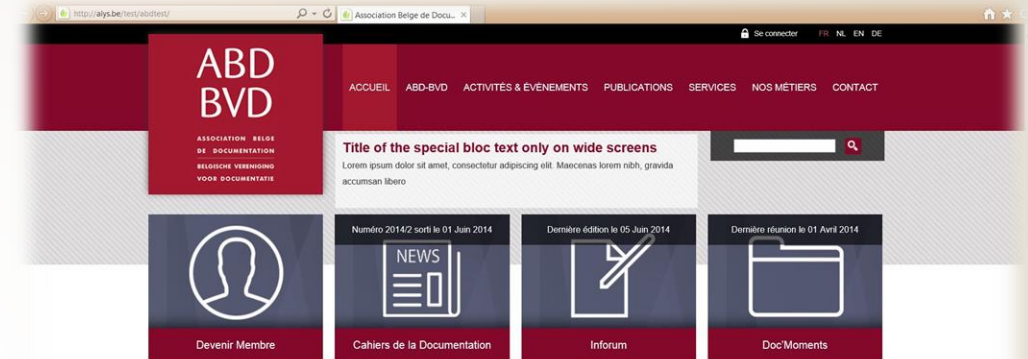 http://alys.be/test/abdtest/
Association Belge de Docu...
Se connecter FR NL EN DE
ABD
BVD
ASSOCIATION BELGE
DE DOCUMENTATION
BELGISCHE VERENIGING
VOOR DOCUMENTATIE
ACCUEIL ABD-BVD ACTIVITÉS & ÉVÈNEMENTS PUBLICATIONS SERVICES NOS MÉTIERS CONTACT
Title of the special bloc text only on wide screens
Lorem ipsum dolor sit amet, consectetur adipiscing elit. Maecenas lorem nibh, gravida
accumsan libero
Numéro 2014/2 sorti le 01 Juin 2014
Dernière édition le 05 Juin 2014
Dernière réunion le 01 Avril 2014
NEWS
Devenir Membre
Cahiers de la Documentation
Inforum
Doc'Moments